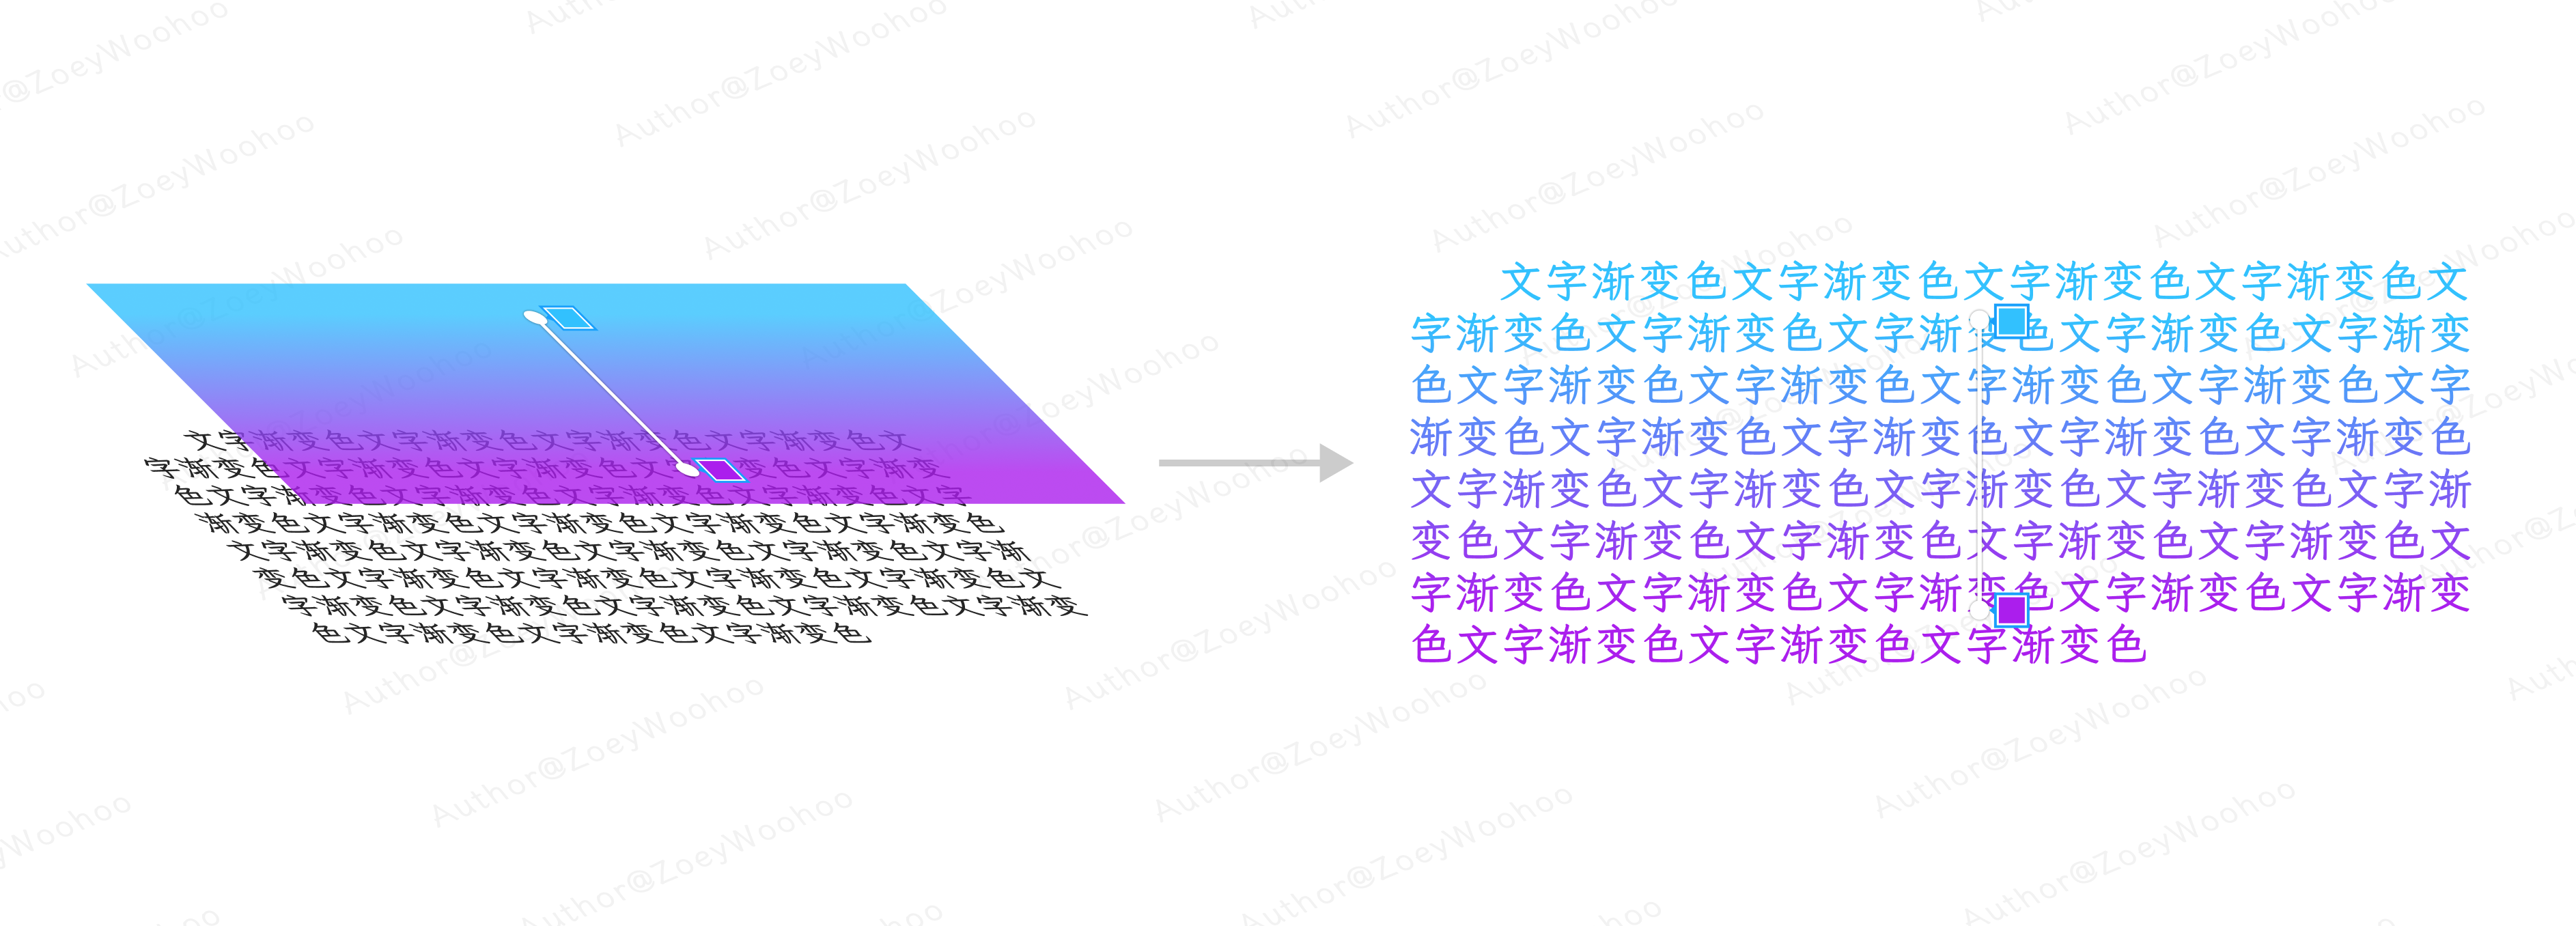 文字渐变色文字渐变色文字渐变色文字渐变色文
字渐变色文字渐变色文字渐变色文字渐变色文字渐变
色文字渐变色文字渐变色文字渐变色文字渐变色文字
渐变色文字渐变色文字渐变色文字渐变色文字渐变色
文字渐变色文字渐变色文字渐变色文字渐变色文字渐
变色文字渐变色文字渐变色文字渐变色文字渐变色文
字渐变色文字渐变色文字渐变色文字渐变色文字渐变
色文字渐变色文字渐变色文字渐变色
文字渐变色文字渐变色文字渐变色文字渐变色文
字渐变色文字渐变色文字渐变色文字渐变色文字渐变
色文字渐变色文字渐变色文字渐变色文字渐变色文字
渐变色文字渐变色文字渐变色文字渐变色文字渐变色
文字渐变色文字渐变色文字渐变色文字渐变色文字渐
变色文字渐变色文字渐变色文字渐变色文字渐变色文
字渐变色文字渐变色文字渐变色文字渐变色文字渐变
色文字渐变色文字渐变色文字渐变色
Author@ZoeyWoohoo